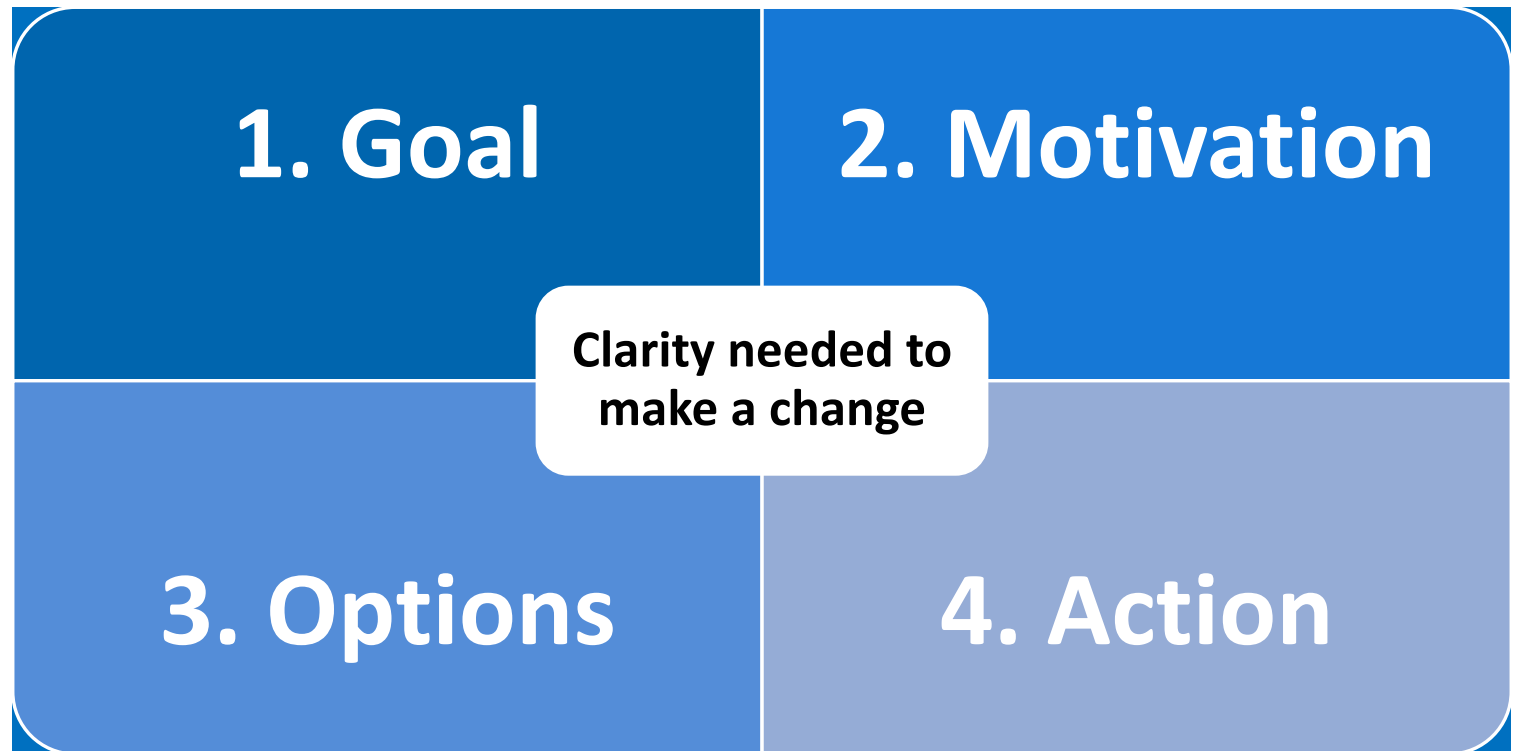 1. Goal
2. Motivation
Clarity needed to
make a change
3. Options
4. Action